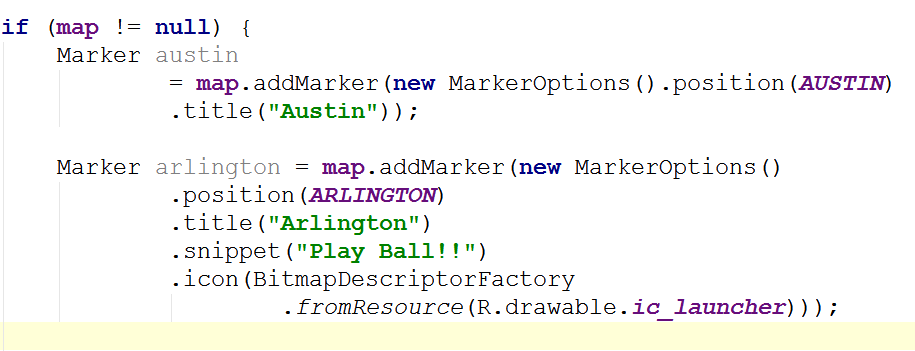 if (map != null) {
    Marker austin
            = map.addMarker(new MarkerOptions().position(AUSTIN)
            .title("Austin"));

    Marker arlington = map.addMarker(new MarkerOptions()
            .position(ARLINGTON)
            .title("Arlington")
            .snippet("Play Ball!!")
            .icon(BitmapDescriptorFactory
                    .fromResource(R.drawable.ic_launcher)));